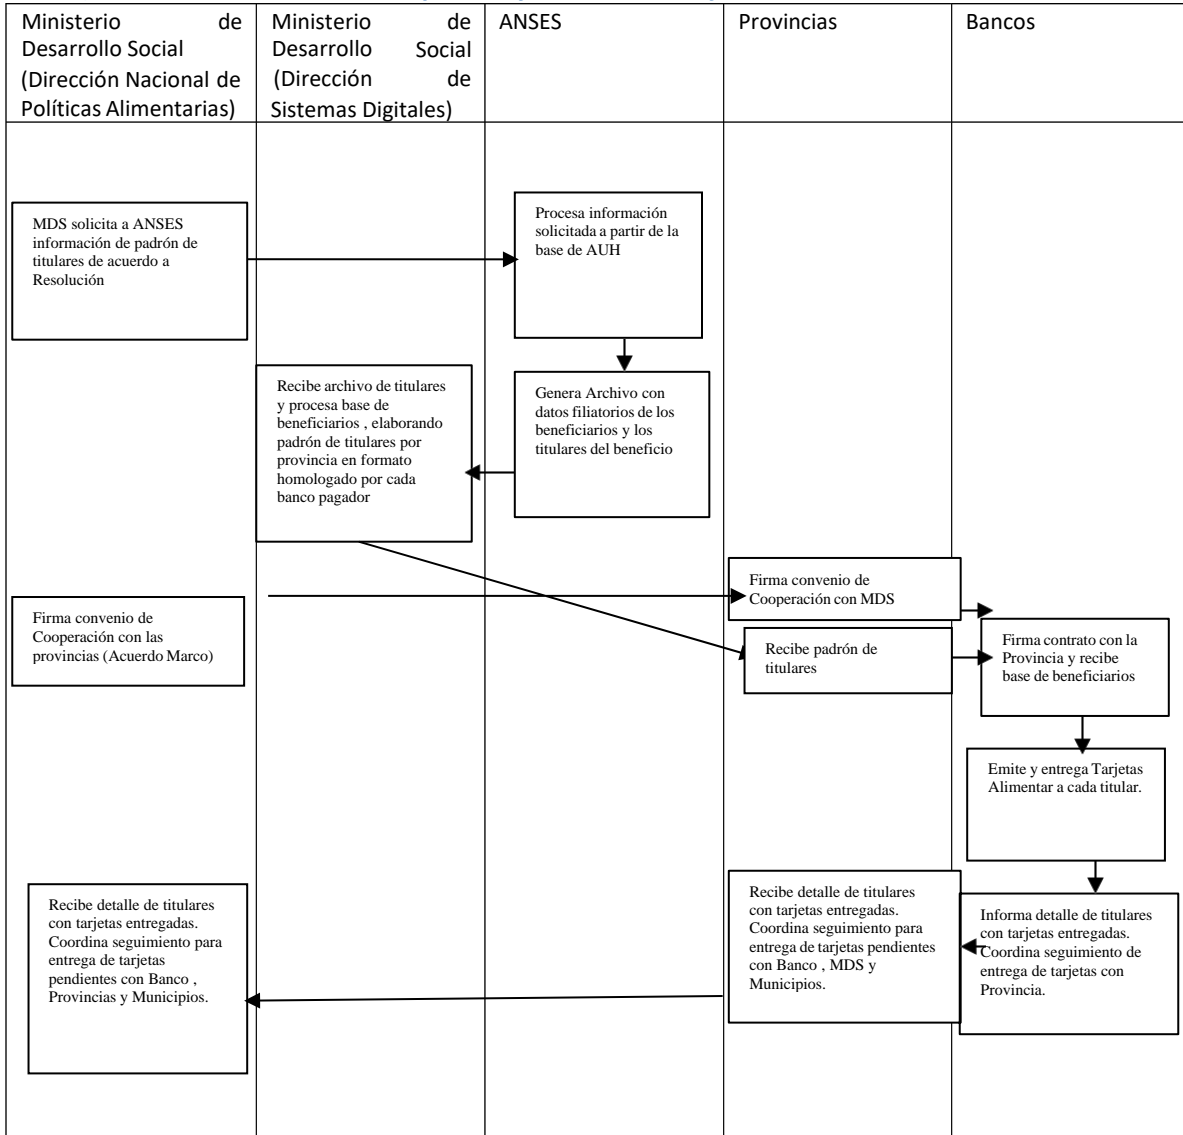 Ministerio de
Desarrollo Social
(Dirección Nacional de
Políticas Alimentarias)
Ministerio de
Desarrollo Social
(Dirección de
Sistemas Digitales)
ANSES
Provincias
Bancos
MDS solicita a ANSES
información de padrón de
titulares de acuerdo a
Resolución
Procesa información
solicitada a partir de la
base de AUH
Recibe archivo de titulares
y procesa base de
beneficiarios , elaborando
padrón de titulares por
provincia en formato
homologado por cada
banco pagador
Genera Archivo con
datos filiatorios de los
beneficiarios y los
titulares del beneficio
Firma convenio de
Cooperación con las
provincias (Acuerdo Marco)
Firma convenio de
Cooperación con MDS
Recibe padrón de
titulares
Firma contrato con la
Provincia y recibe
base de beneficiarios
Emite y entrega Tarjetas
Alimentar a cada titular.
Recibe detalle de titulares
con tarjetas entregadas.
Coordina seguimiento para
entrega de tarjetas
pendientes con Banco ,
Provincias y Municipios.
Recibe detalle de titulares
con tarjetas entregadas.
Coordina seguimiento para
entrega de tarjetas pendientes
con Banco , MDS y
Municipios.
Informa detalle de titulares
con tarjetas entregadas.
Coordina seguimiento de
entrega de tarjetas con
Provincia.